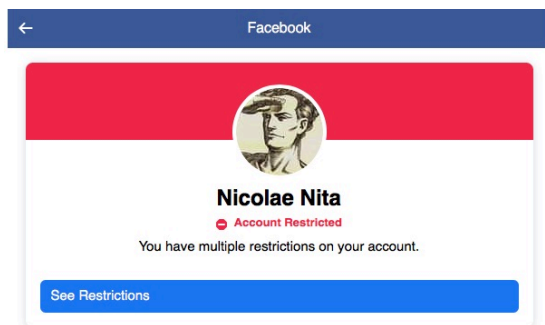 Facebook
Nicolae Nita
Account Restricted
You have multiple restrictions on your account.
See Restrictions